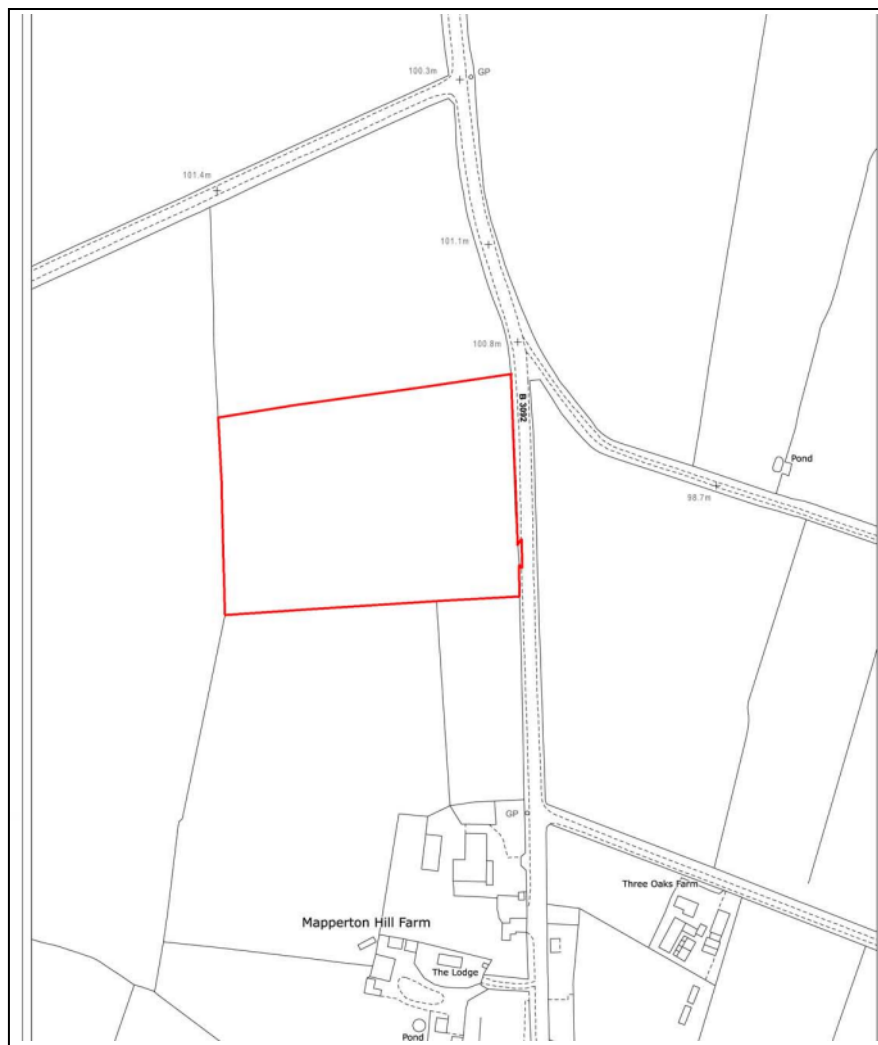 100.3m
GP
101.4m
101.1m
100.8m
B 3092
Pond
98.7m
GP
Three Oaks Farm
Mapperton Hill Farm
The Lodge
Pond